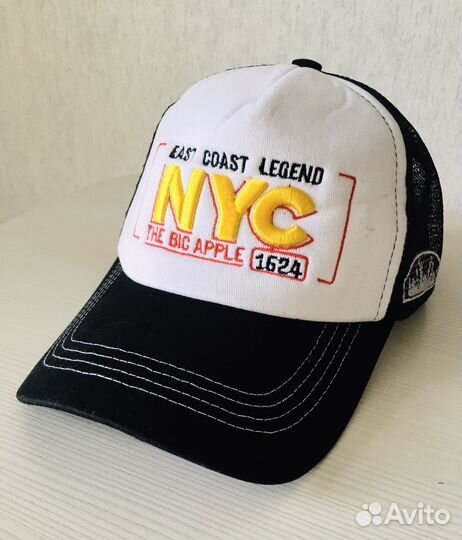 EAST COAST LEGEND
NYC
THE BIG APPLE 1624
Avito